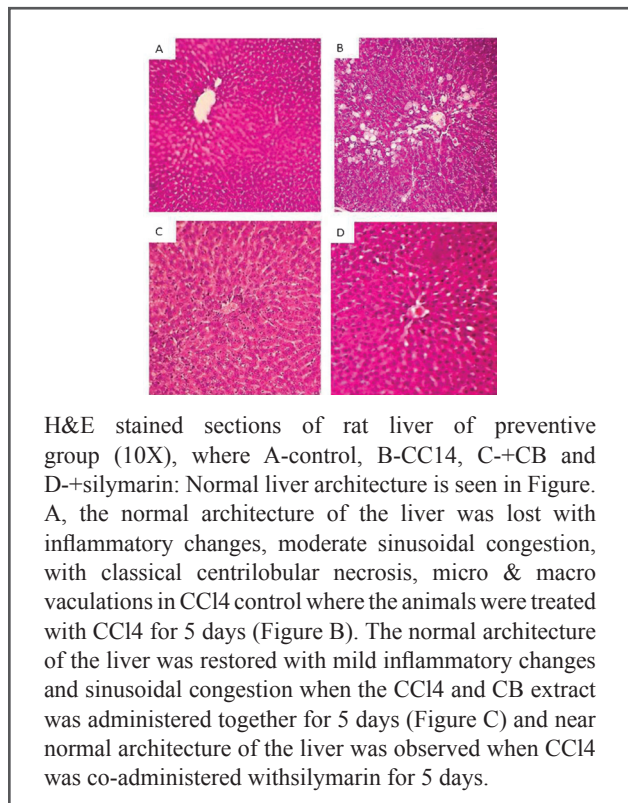 A
B
C
D
H&E stained sections of rat liver of preventive
group (10X), where A-control, B-CC14, C-+CB and
D-+silymarin: Normal liver architecture is seen in Figure.
A, the normal architecture of the liver was lost with
inflammatory changes, moderate sinusoidal congestion,
with classical centrilobular necrosis, micro & macro
vaculations in CCl4 control where the animals were treated
with CCl4 for 5 days (Figure B). The normal architecture
of the liver was restored with mild inflammatory changes
and sinusoidal congestion when the CCl4 and CB extract
was administered together for 5 days (Figure C) and near
normal architecture of the liver was observed when CCl4
was co-administered withsilymarin for 5 days.